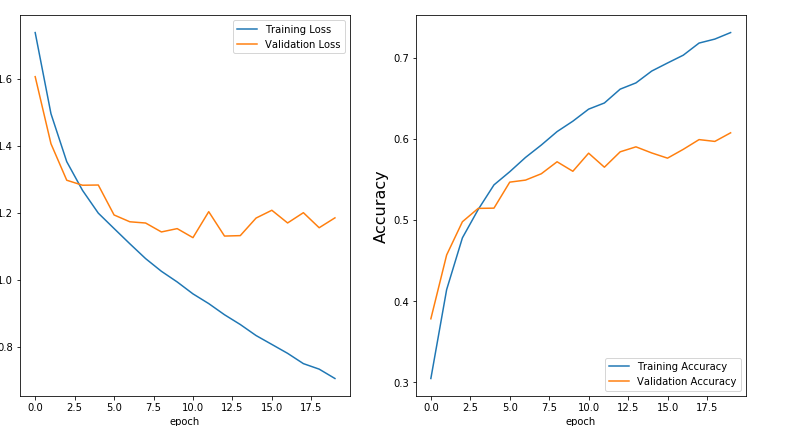 Training Loss
Validation Loss
1.6
1.4
1.2
1.0
0.8
0.0 2.5 5.0 7.5 10.0 12.5 15.0 17.5
epoch
Accuracy
0.7
0.6
0.5
0.4
0.3
Training Accuracy
Validation Accuracy
0.0 2.5 5.0 7.5 10.0 12.5 15.0 17.5
epoch